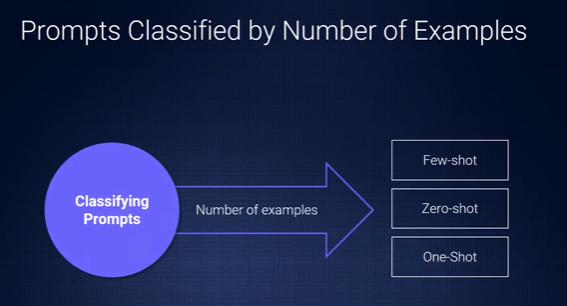 Prompts Classified by Number of Examples
Classifying
Prompts
Number of examples
Few-shot
Zero-shot
One-Shot